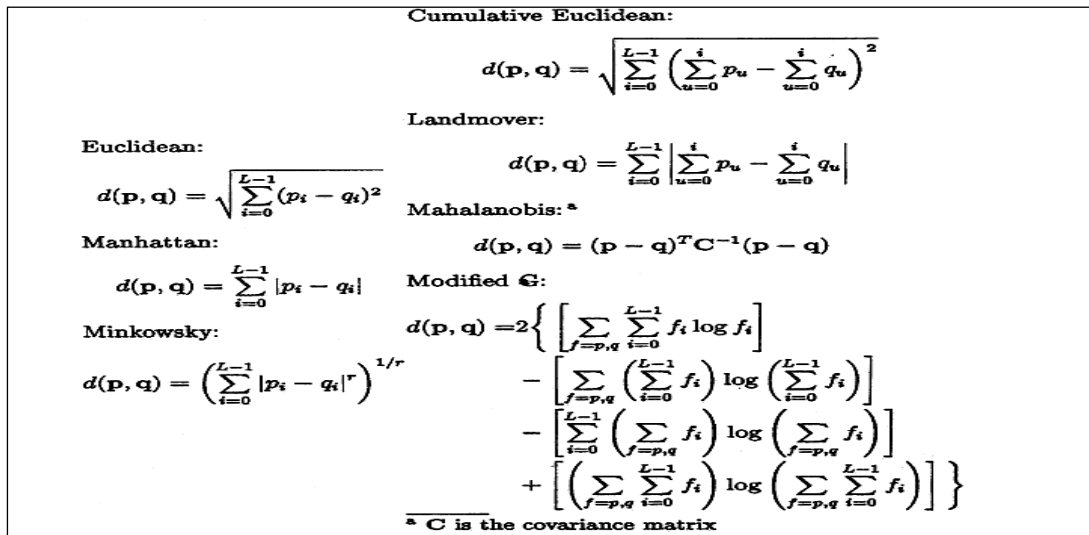 Euclidean:
d(p, q) = √(∑_{i=0}^{L-1} (p_i − q_i)²)
Manhattan:
d(p, q) = ∑_{i=0}^{L-1} |p_i − q_i|
Minkowsky:
d(p, q) = (∑_{i=0}^{L-1} |p_i − q_i|^r)^{1/r}
Cumulative Euclidean:
d(p, q) = √(∑_{i=0}^{L-1} (∑_{u=0}^{i} p_u − ∑_{u=0}^{i} q_u)²)
Landmover:
d(p, q) = ∑_{i=0}^{L-1} |∑_{u=0}^{i} p_u − ∑_{u=0}^{i} q_u|
Mahalanobis: ᵃ
d(p, q) = (p − q)^T C^{−1}(p − q)
Modified G:
d(p, q) =2{ [∑_{f=p,q} ∑_{i=0}^{L-1} f_i log f_i]
− [∑_{f=p,q} (∑_{i=0}^{L-1} f_i) log (∑_{i=0}^{L-1} f_i)]
− [∑_{i=0}^{L-1} (∑_{f=p,q} f_i) log (∑_{f=p,q} f_i)]
+ [(∑_{f=p,q} ∑_{i=0}^{L-1} f_i) log (∑_{f=p,q} ∑_{i=0}^{L-1} f_i)] }
ᵃ C is the covariance matrix